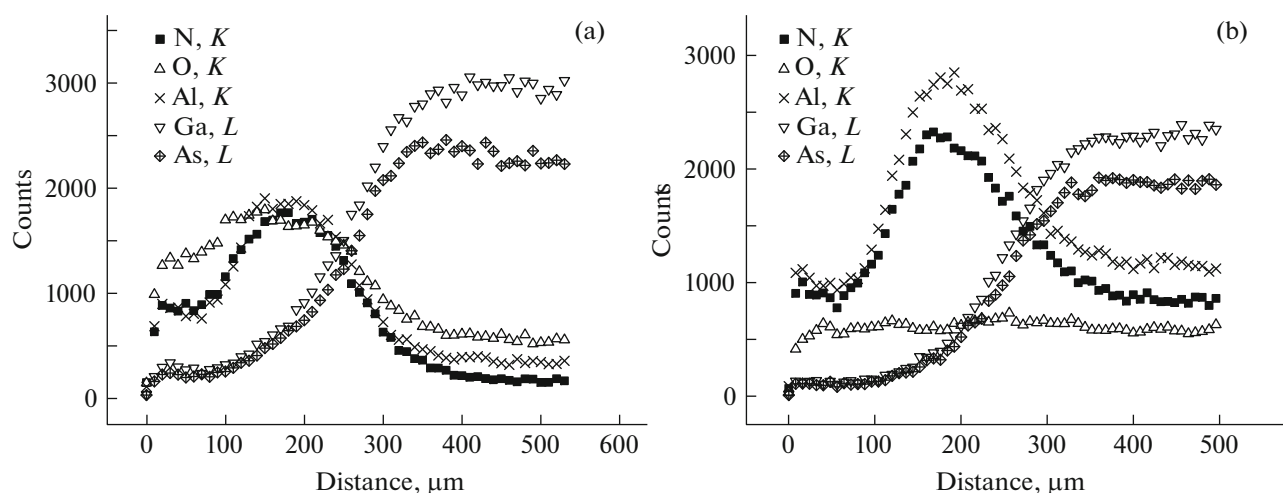 (a)
N, K
O, K
Al, K
Ga, L
As, L
3000
2000
1000
0
Counts
0 100 200 300 400 500 600
Distance, μm
(b)
N, K
O, K
Al, K
Ga, L
As, L
3000
2000
1000
0
Counts
0 100 200 300 400 500
Distance, μm